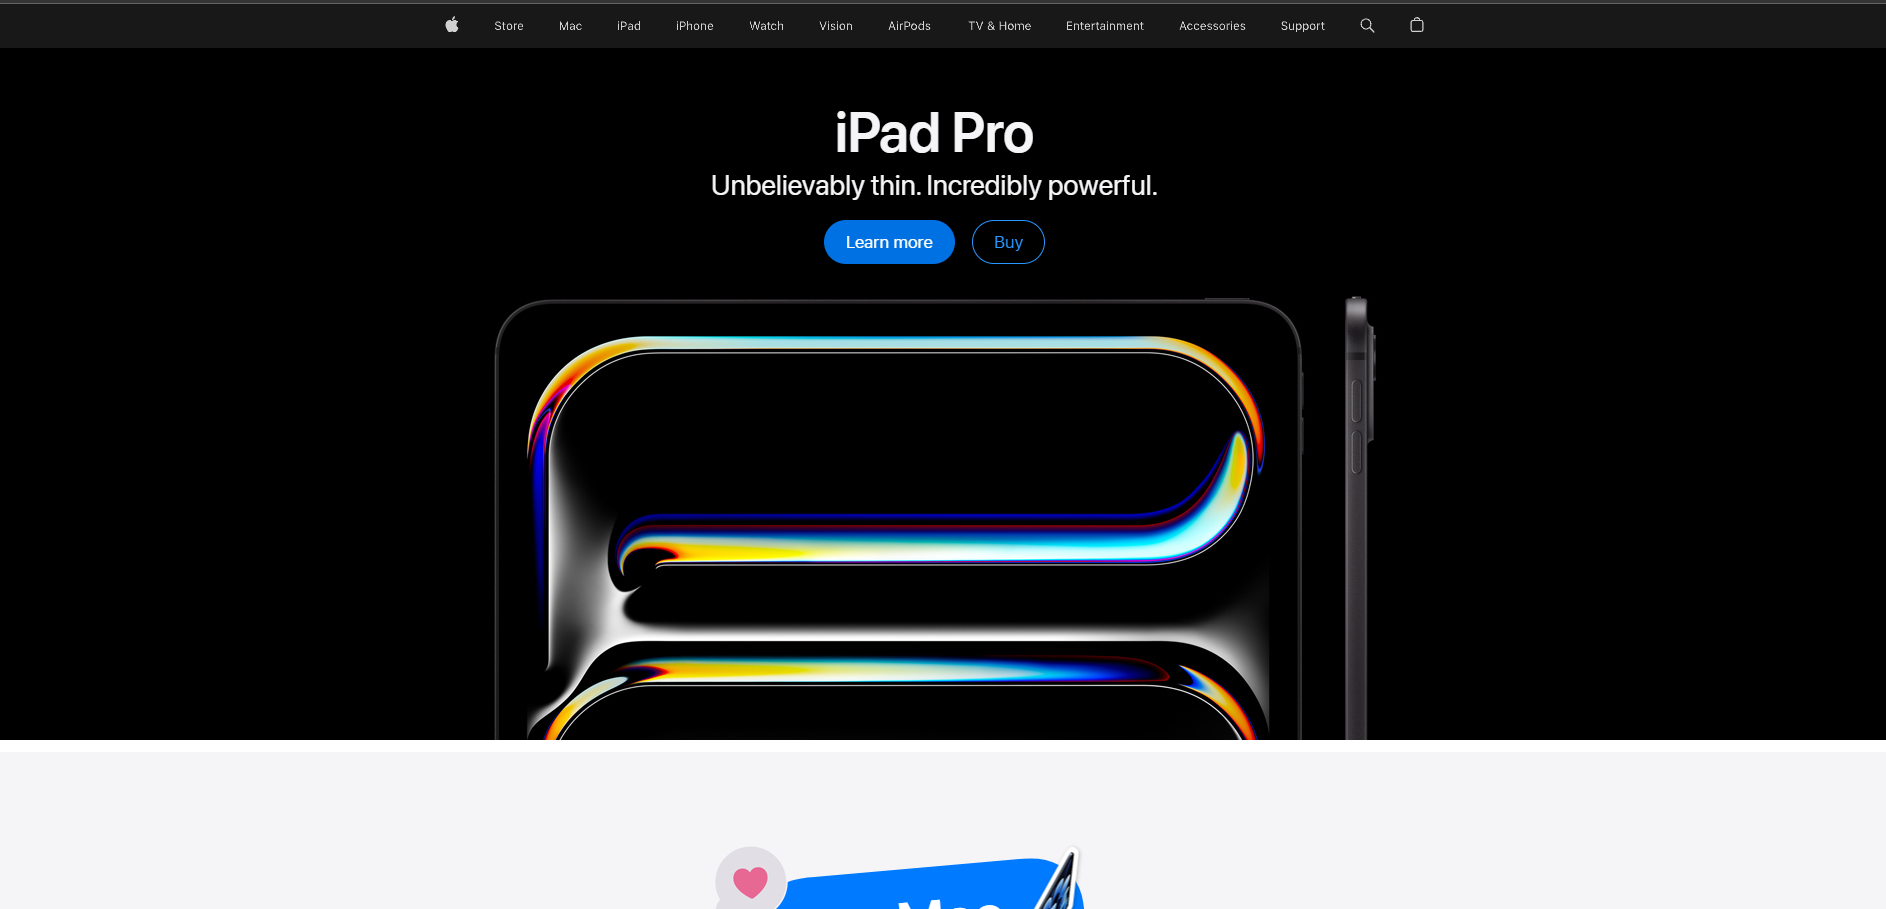 Store Mac iPad iPhone Watch Vision AirPods TV & Home Entertainment Accessories Support
iPad Pro
Unbelievably thin. Incredibly powerful.
Learn more Buy